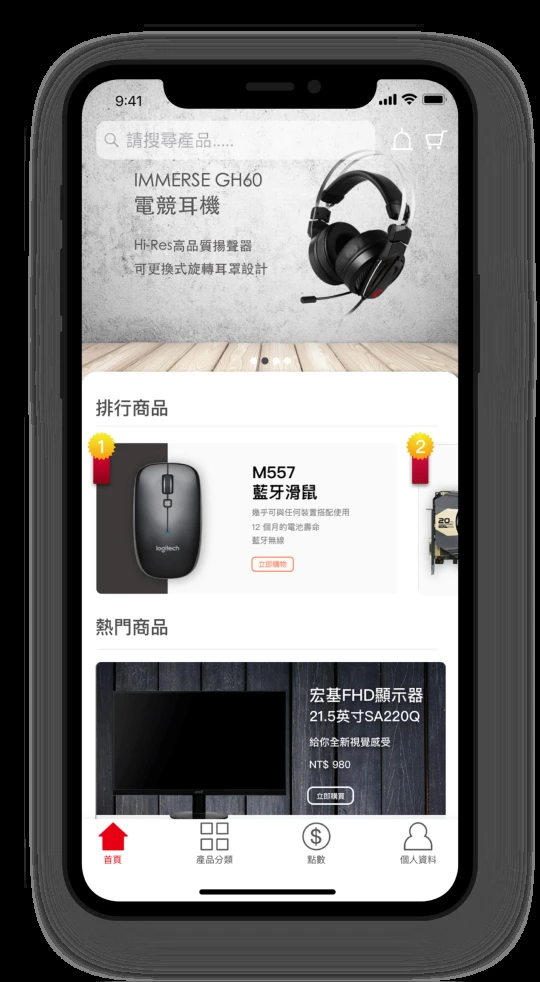 9:41
請搜尋產品.....
IMMERSE GH60
電競耳機
Hi-Res高品質揚聲器
可更換式旋轉耳罩設計
排行商品
1
2
M557
藍牙滑鼠
幾乎可與任何裝置搭配使用
12 個月的電池壽命
藍牙無線
立即購物
logitech
20
熱門商品
宏基FHD顯示器
21.5英寸SA220Q
給你全新視覺感受
NT$ 980
立即購買
首頁
產品分類
點數
個人資料